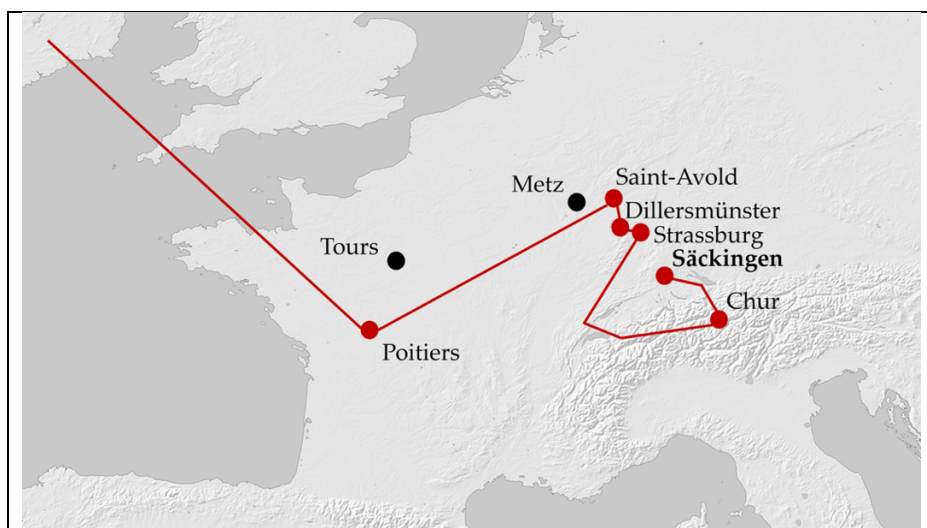 Saint-Avold
Metz
Dillersmünster
Strassburg
Tours
Säckingen
Chur
Poitiers